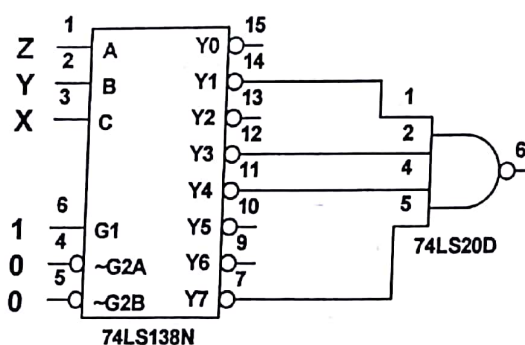 1
Z A Y0 15
2 14
Y B Y1
3 13 1
X C Y2
12 2
Y3
11 4 6
Y4
6 10 5
1 G1 Y5
4 9 74LS20D
0 ~G2A Y6
5 7
0 ~G2B Y7
74LS138N